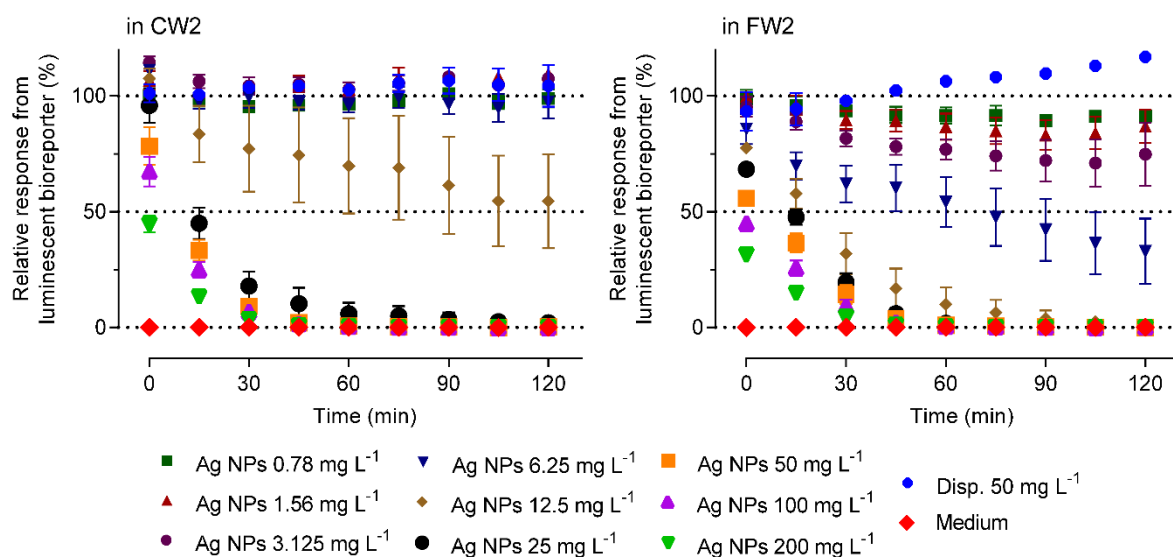 in CW2
in FW2
Relative response from
luminescent bioreporter (%)
100
50
0
0
30
60
90
120
Time (min)
Relative response from
luminescent bioreporter (%)
100
50
0
0
30
60
90
120
Time (min)
Ag NPs 0.78 mg L⁻¹
Ag NPs 6.25 mg L⁻¹
Ag NPs 50 mg L⁻¹
Disp. 50 mg L⁻¹
Ag NPs 1.56 mg L⁻¹
Ag NPs 12.5 mg L⁻¹
Ag NPs 100 mg L⁻¹
Medium
Ag NPs 3.125 mg L⁻¹
Ag NPs 25 mg L⁻¹
Ag NPs 200 mg L⁻¹